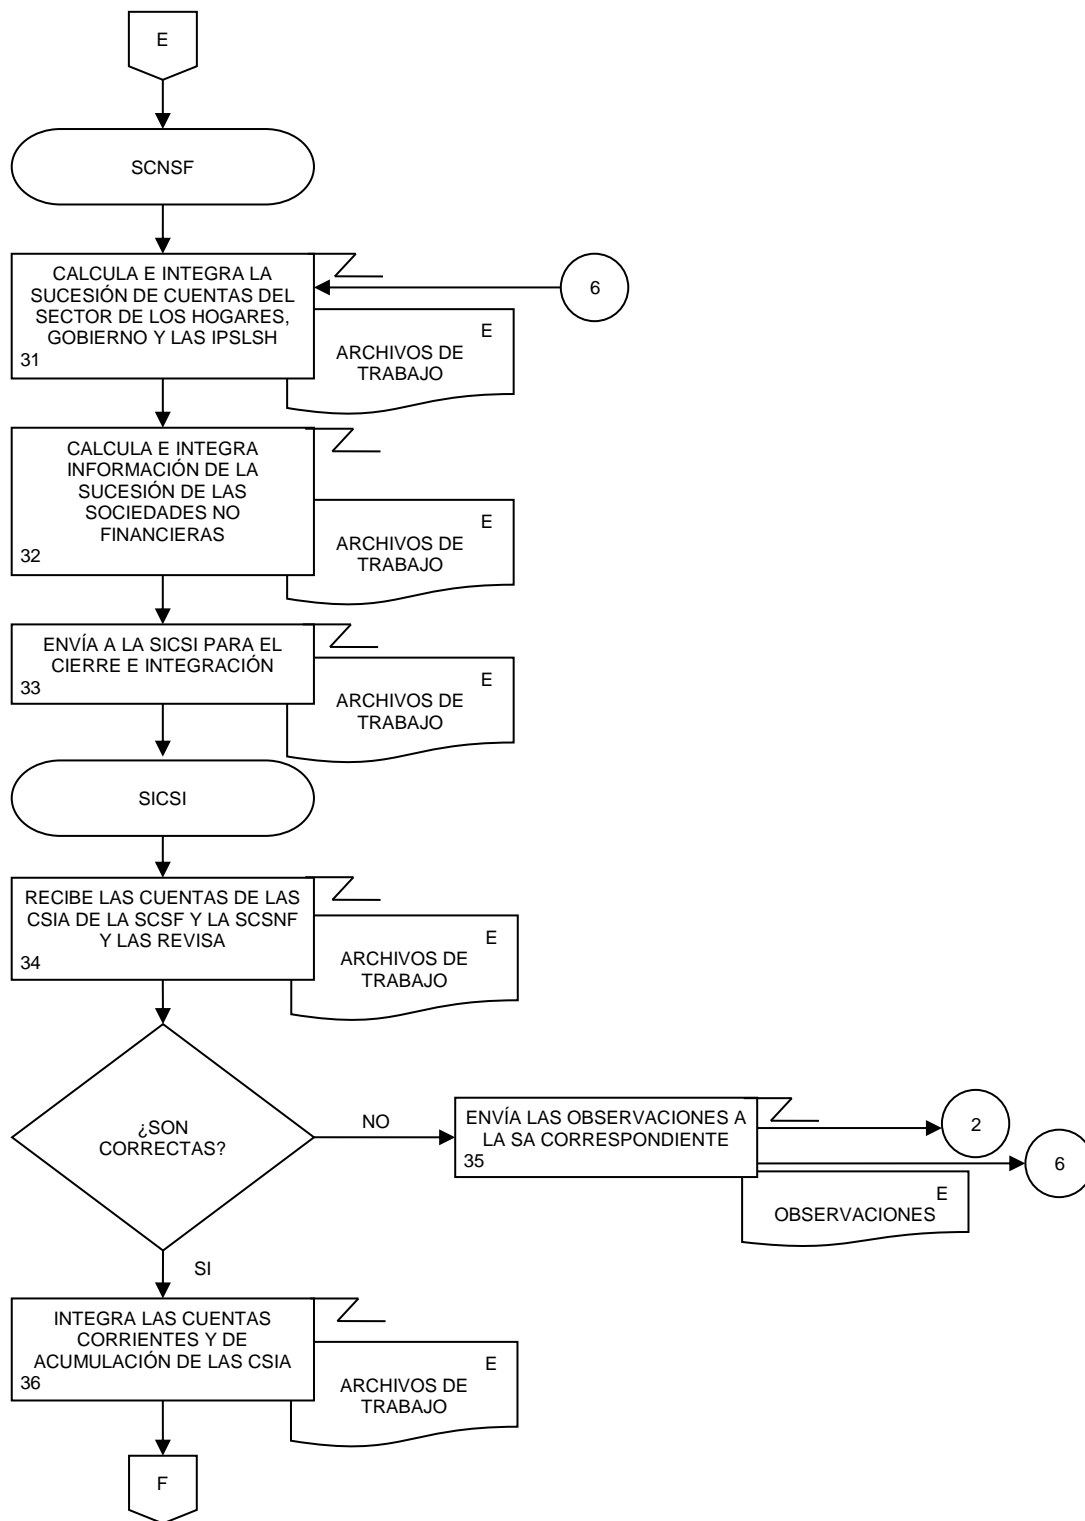 E
SCNSF
CALCULA E INTEGRA LA
SUCESIÓN DE CUENTAS DEL
SECTOR DE LOS HOGARES,
GOBIERNO Y LAS IPSLSH
31
6
E
ARCHIVOS DE
TRABAJO
CALCULA E INTEGRA
INFORMACIÓN DE LA
SUCESIÓN DE LAS
SOCIEDADES NO
FINANCIERAS
32
E
ARCHIVOS DE
TRABAJO
ENVÍA A LA SICSI PARA EL
CIERRE E INTEGRACIÓN
33
E
ARCHIVOS DE
TRABAJO
SICSI
RECIBE LAS CUENTAS DE LAS
CSIA DE LA SCSF Y LA SCSNF
Y LAS REVISA
34
E
ARCHIVOS DE
TRABAJO
¿SON
CORRECTAS?
NO
ENVÍA LAS OBSERVACIONES A
LA SA CORRESPONDIENTE
35
2
6
E
OBSERVACIONES
SI
INTEGRA LAS CUENTAS
CORRIENTES Y DE
ACUMULACIÓN DE LAS CSIA
36
E
ARCHIVOS DE
TRABAJO
F